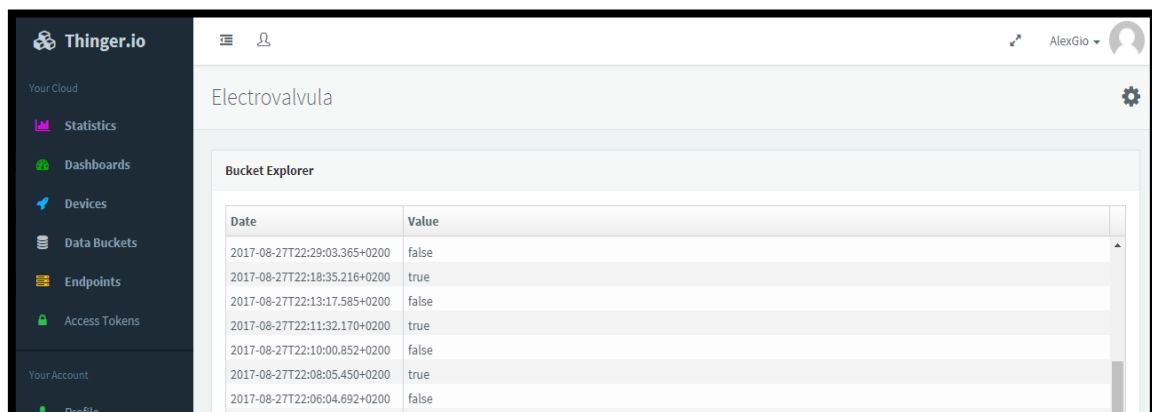 Thinger.io
AlexGio
Your Cloud
Electrovalvula
Statistics
Dashboards
Bucket Explorer
Devices
Date Value
Data Buckets
2017-08-27T22:29:03.365+0200 false
2017-08-27T22:18:35.216+0200 true
Endpoints
2017-08-27T22:13:17.585+0200 false
Access Tokens
2017-08-27T22:11:32.170+0200 true
2017-08-27T22:10:00.852+0200 false
Your Account
2017-08-27T22:08:05.450+0200 true
2017-08-27T22:06:04.692+0200 false
Profile